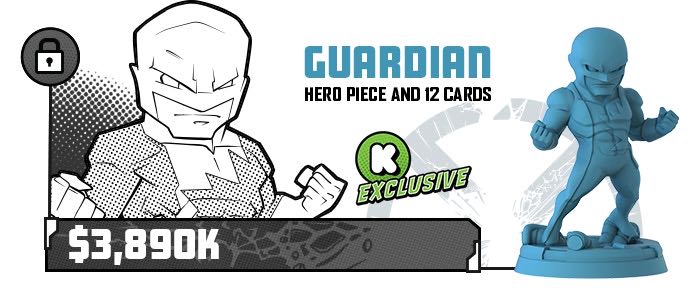 GUARDIAN
HERO PIECE AND 12 CARDS
K
EXCLUSIVE
$3,890K